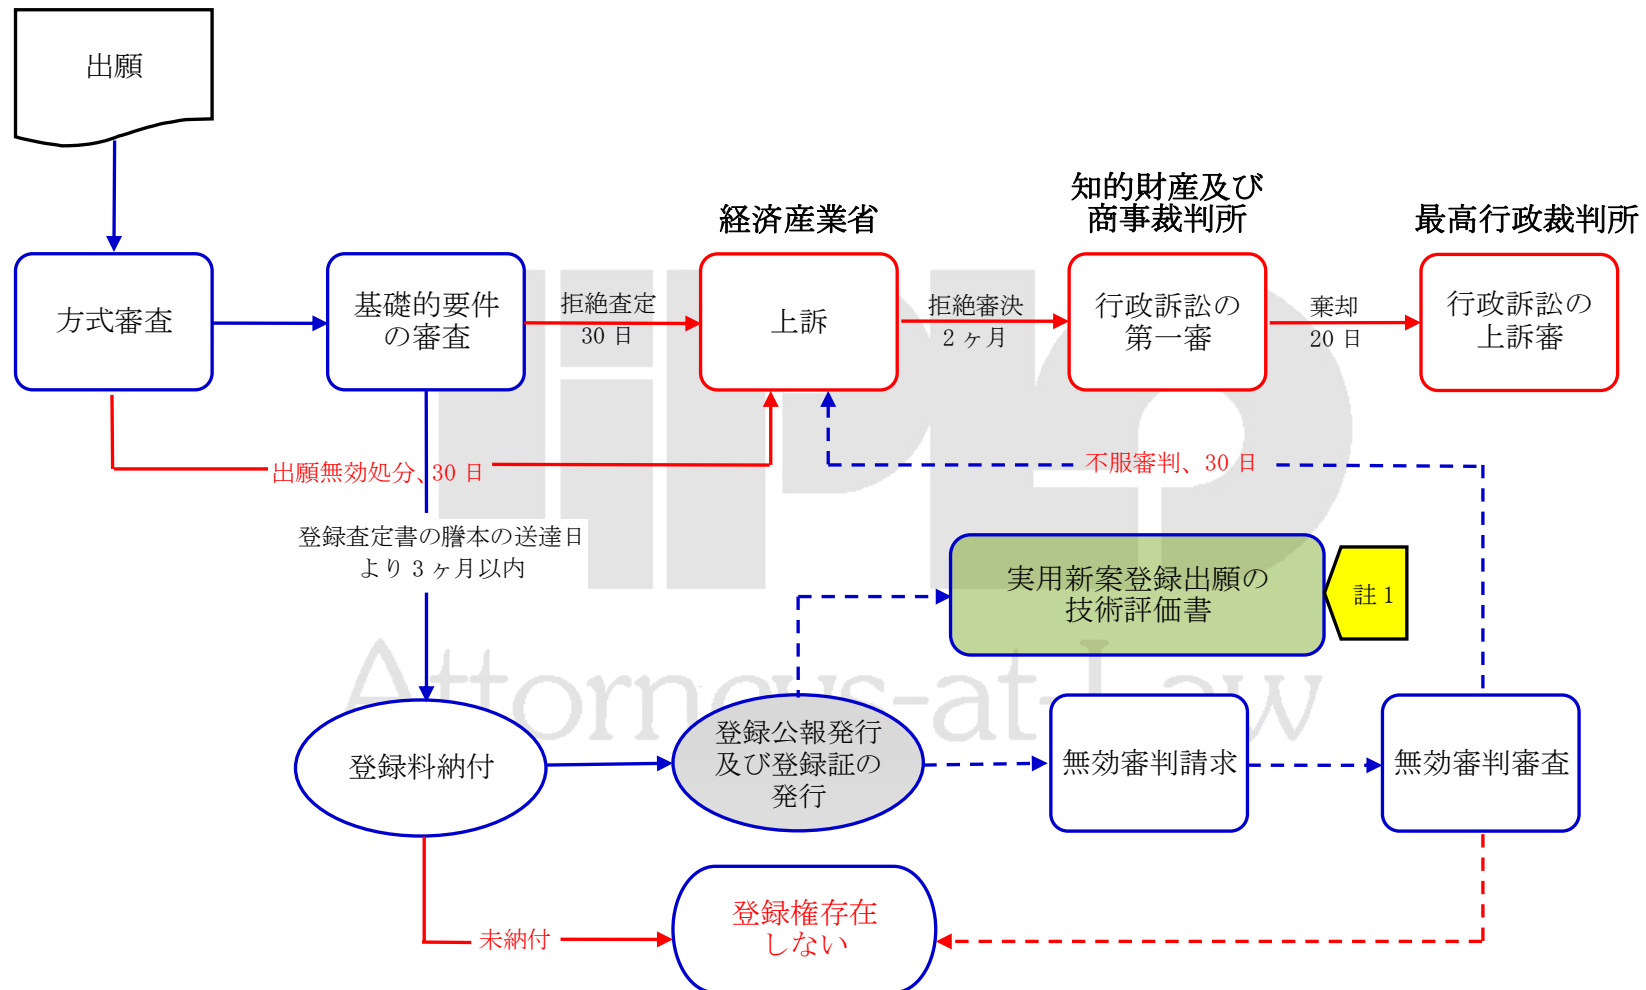 出願
経済産業省
知的財産及び
商事裁判所
最高行政裁判所
方式審査
基礎的要件
の審査
拒絶査定
30 日
上訴
拒絶審決
2 ヶ月
行政訴訟の
第一審
棄却
20 日
行政訴訟の
上訴審
出願無効処分、30 日
不服審判、30 日
登録査定書の謄本の送達日
より 3 ヶ月以内
実用新案登録出願の
技術評価書
註 1
登録料納付
登録公報発行
及び登録証の
発行
無効審判請求
無効審判審査
未納付
登録権存在
しない
TIPLO
Attorneys-at-Law